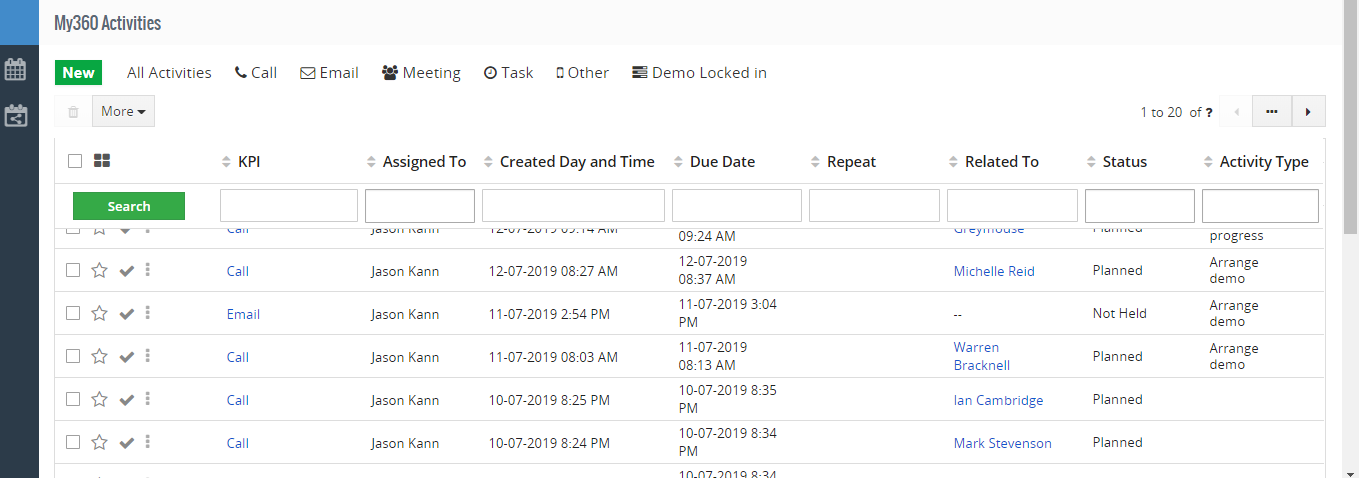 My360 Activities
New All Activities Call Email Meeting Task Other Demo Locked in
More 1 to 20 of ?
KPI Assigned To Created Day and Time Due Date Repeat Related To Status Activity Type
Search
Call Jason Kann 12-07-2019 09:14 AM 09:24 AM Greymouse Planned progress
Call Jason Kann 12-07-2019 08:27 AM 12-07-2019 08:37 AM Michelle Reid Planned Arrange demo
Email Jason Kann 11-07-2019 2:54 PM 11-07-2019 3:04 PM -- Not Held Arrange demo
Call Jason Kann 11-07-2019 08:03 AM 11-07-2019 08:13 AM Warren Bracknell Planned Arrange demo
Call Jason Kann 10-07-2019 8:25 PM 10-07-2019 8:35 PM Ian Cambridge Planned
Call Jason Kann 10-07-2019 8:24 PM 10-07-2019 8:34 PM Mark Stevenson Planned
10-07-2019 8:34